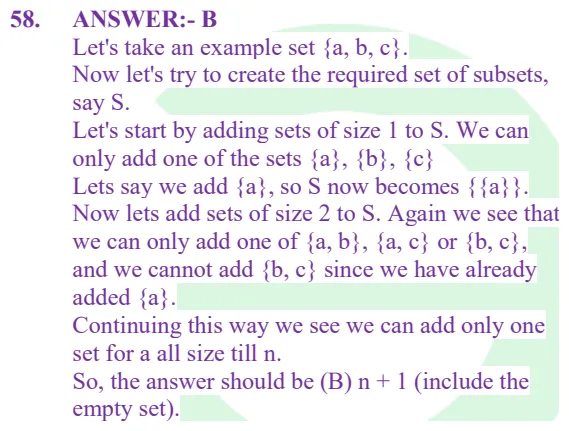 58. ANSWER:- B
Let's take an example set {a, b, c}.
Now let's try to create the required set of subsets,
say S.
Let's start by adding sets of size 1 to S. We can
only add one of the sets {a}, {b}, {c}
Lets say we add {a}, so S now becomes {{a}}.
Now lets add sets of size 2 to S. Again we see that
we can only add one of {a, b}, {a, c} or {b, c},
and we cannot add {b, c} since we have already
added {a}.
Continuing this way we see we can add only one
set for a all size till n.
So, the answer should be (B) n + 1 (include the
empty set).